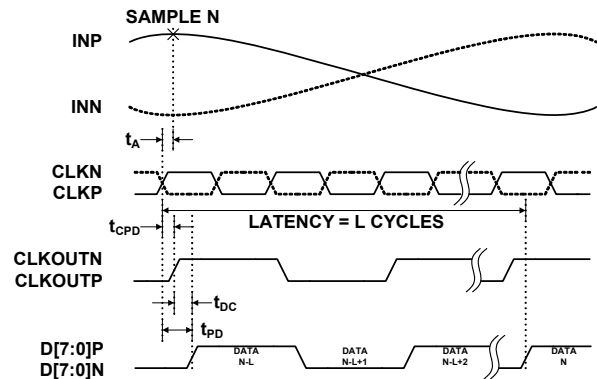 SAMPLE N
INP
INN
tA
CLKN
CLKP
tCPD
LATENCY = L CYCLES
CLKOUTN
CLKOUTP
tDC
tPD
D[7:0]P
D[7:0]N
DATA
N-L
DATA
N-L+1
DATA
N-L+2
DATA
N